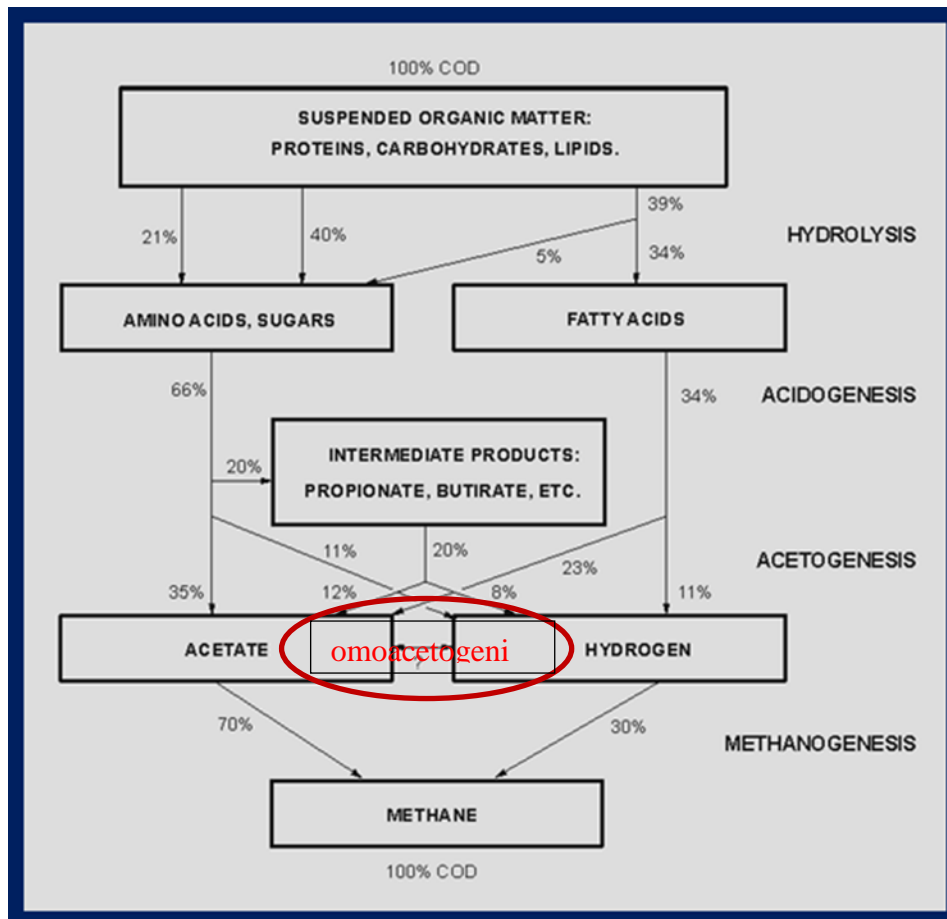 100% COD
SUSPENDED ORGANIC MATTER:
PROTEINS, CARBOHYDRATES, LIPIDS.
39%
21%
40%
HYDROLYSIS
5%
34%
AMINO ACIDS, SUGARS
FATTY ACIDS
66%
34%
ACIDOGENESIS
INTERMEDIATE PRODUCTS:
PROPIONATE, BUTIRATE, ETC.
20%
11%
20%
23%
ACETOGENESIS
35%
12%
8%
11%
ACETATE
omoacetogeni
?
HYDROGEN
70%
30%
METHANOGENESIS
METHANE
100% COD